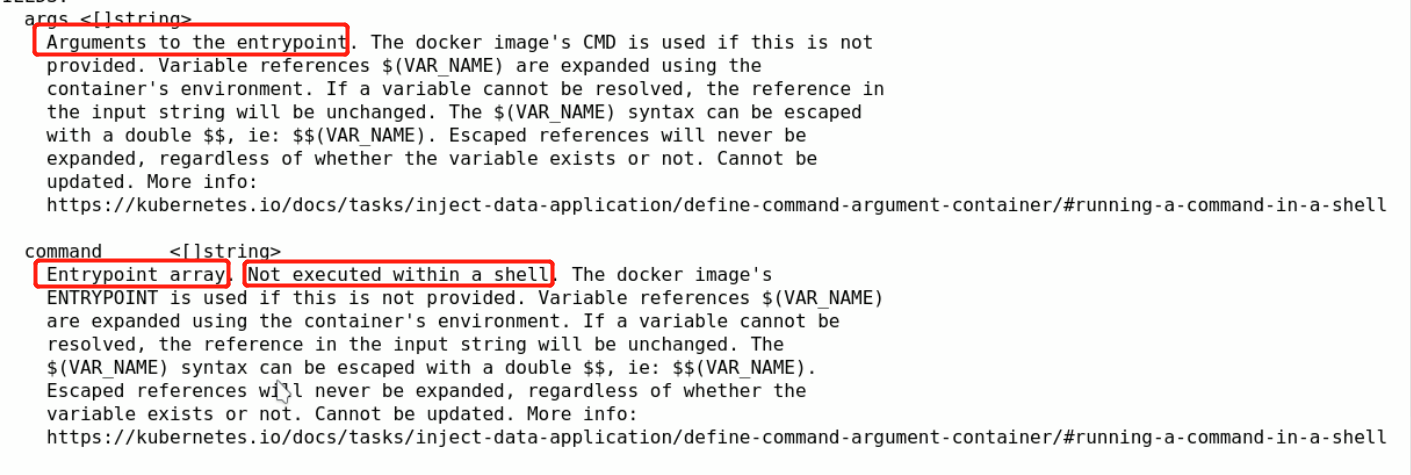 args <[]string>
Arguments to the entrypoint. The docker image's CMD is used if this is not
provided. Variable references $(VAR_NAME) are expanded using the
container's environment. If a variable cannot be resolved, the reference in
the input string will be unchanged. The $(VAR_NAME) syntax can be escaped
with a double $$, ie: $$(VAR_NAME). Escaped references will never be
expanded, regardless of whether the variable exists or not. Cannot be
updated. More info:
https://kubernetes.io/docs/tasks/inject-data-application/define-command-argument-container/#running-a-command-in-a-shell
command <[]string>
Entrypoint array. Not executed within a shell. The docker image's
ENTRYPOINT is used if this is not provided. Variable references $(VAR_NAME)
are expanded using the container's environment. If a variable cannot be
resolved, the reference in the input string will be unchanged. The
$(VAR_NAME) syntax can be escaped with a double $$, ie: $$(VAR_NAME).
Escaped references will never be expanded, regardless of whether the
variable exists or not. Cannot be updated. More info:
https://kubernetes.io/docs/tasks/inject-data-application/define-command-argument-container/#running-a-command-in-a-shell